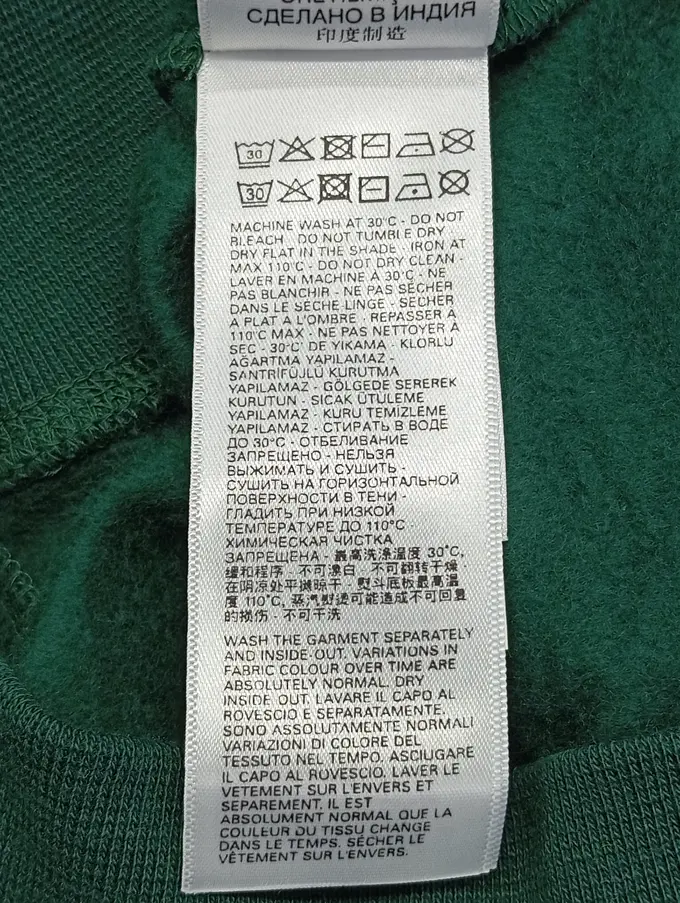 СДЕЛАНО В ИНДИЯ
印度制造
30
30
MACHINE WASH AT 30°C - DO NOT
BLEACH - DO NOT TUMBLE DRY
DRY FLAT IN THE SHADE - IRON AT
MAX 110°C - DO NOT DRY CLEAN -
LAVER EN MACHINE À 30°C - NE
PAS BLANCHIR - NE PAS SÉCHER
DANS LE SÈCHE-LINGE - SÉCHER
À PLAT À L'OMBRE - REPASSER À
110°C MAX - NE PAS NETTOYER À
SEC - 30°C' DE YIKAMA - KLORLU
AĞARTMA YAPILAMAZ -
SANTRİFÜJLÜ KURUTMA
YAPILAMAZ - GÖLGEDE SEREREK
KURUTUN - SICAK ÜTÜLEME
YAPILAMAZ - KURU TEMİZLEME
YAPILAMAZ - СТИРАТЬ В ВОДЕ
ДО 30°C - ОТБЕЛИВАНИЕ
ЗАПРЕЩЕНО - НЕЛЬЗЯ
ВЫЖИМАТЬ И СУШИТЬ -
СУШИТЬ НА ГОРИЗОНТАЛЬНОЙ
ПОВЕРХНОСТИ В ТЕНИ -
ГЛАДИТЬ ПРИ НИЗКОЙ
ТЕМПЕРАТУРЕ ДО 110°C -
ХИМИЧЕСКАЯ ЧИСТКА
ЗАПРЕЩЕНА - 最高洗涤温度 30°C,
缓和程序 - 不可漂白 - 不可翻转干燥 -
在阴凉处平摊晾干 - 熨斗底板最高温
度 110°C, 蒸汽熨烫可能造成不可回复
的损伤 - 不可干洗
WASH THE GARMENT SEPARATELY
AND INSIDE-OUT. VARIATIONS IN
FABRIC COLOUR OVER TIME ARE
ABSOLUTELY NORMAL. DRY
INSIDE OUT. LAVARE IL CAPO AL
ROVESCIO E SEPARATAMENTE.
SONO ASSOLUTAMENTE NORMALI
VARIAZIONI DI COLORE DEL
TESSUTO NEL TEMPO. ASCIUGARE
IL CAPO AL ROVESCIO. LAVER LE
VETEMENT SUR L'ENVERS ET
SEPAREMENT. IL EST
ABSOLUMENT NORMAL QUE LA
COULEUR DU TISSU CHANGE
DANS LE TEMPS. SÉCHER LE
VÊTEMENT SUR L'ENVERS.